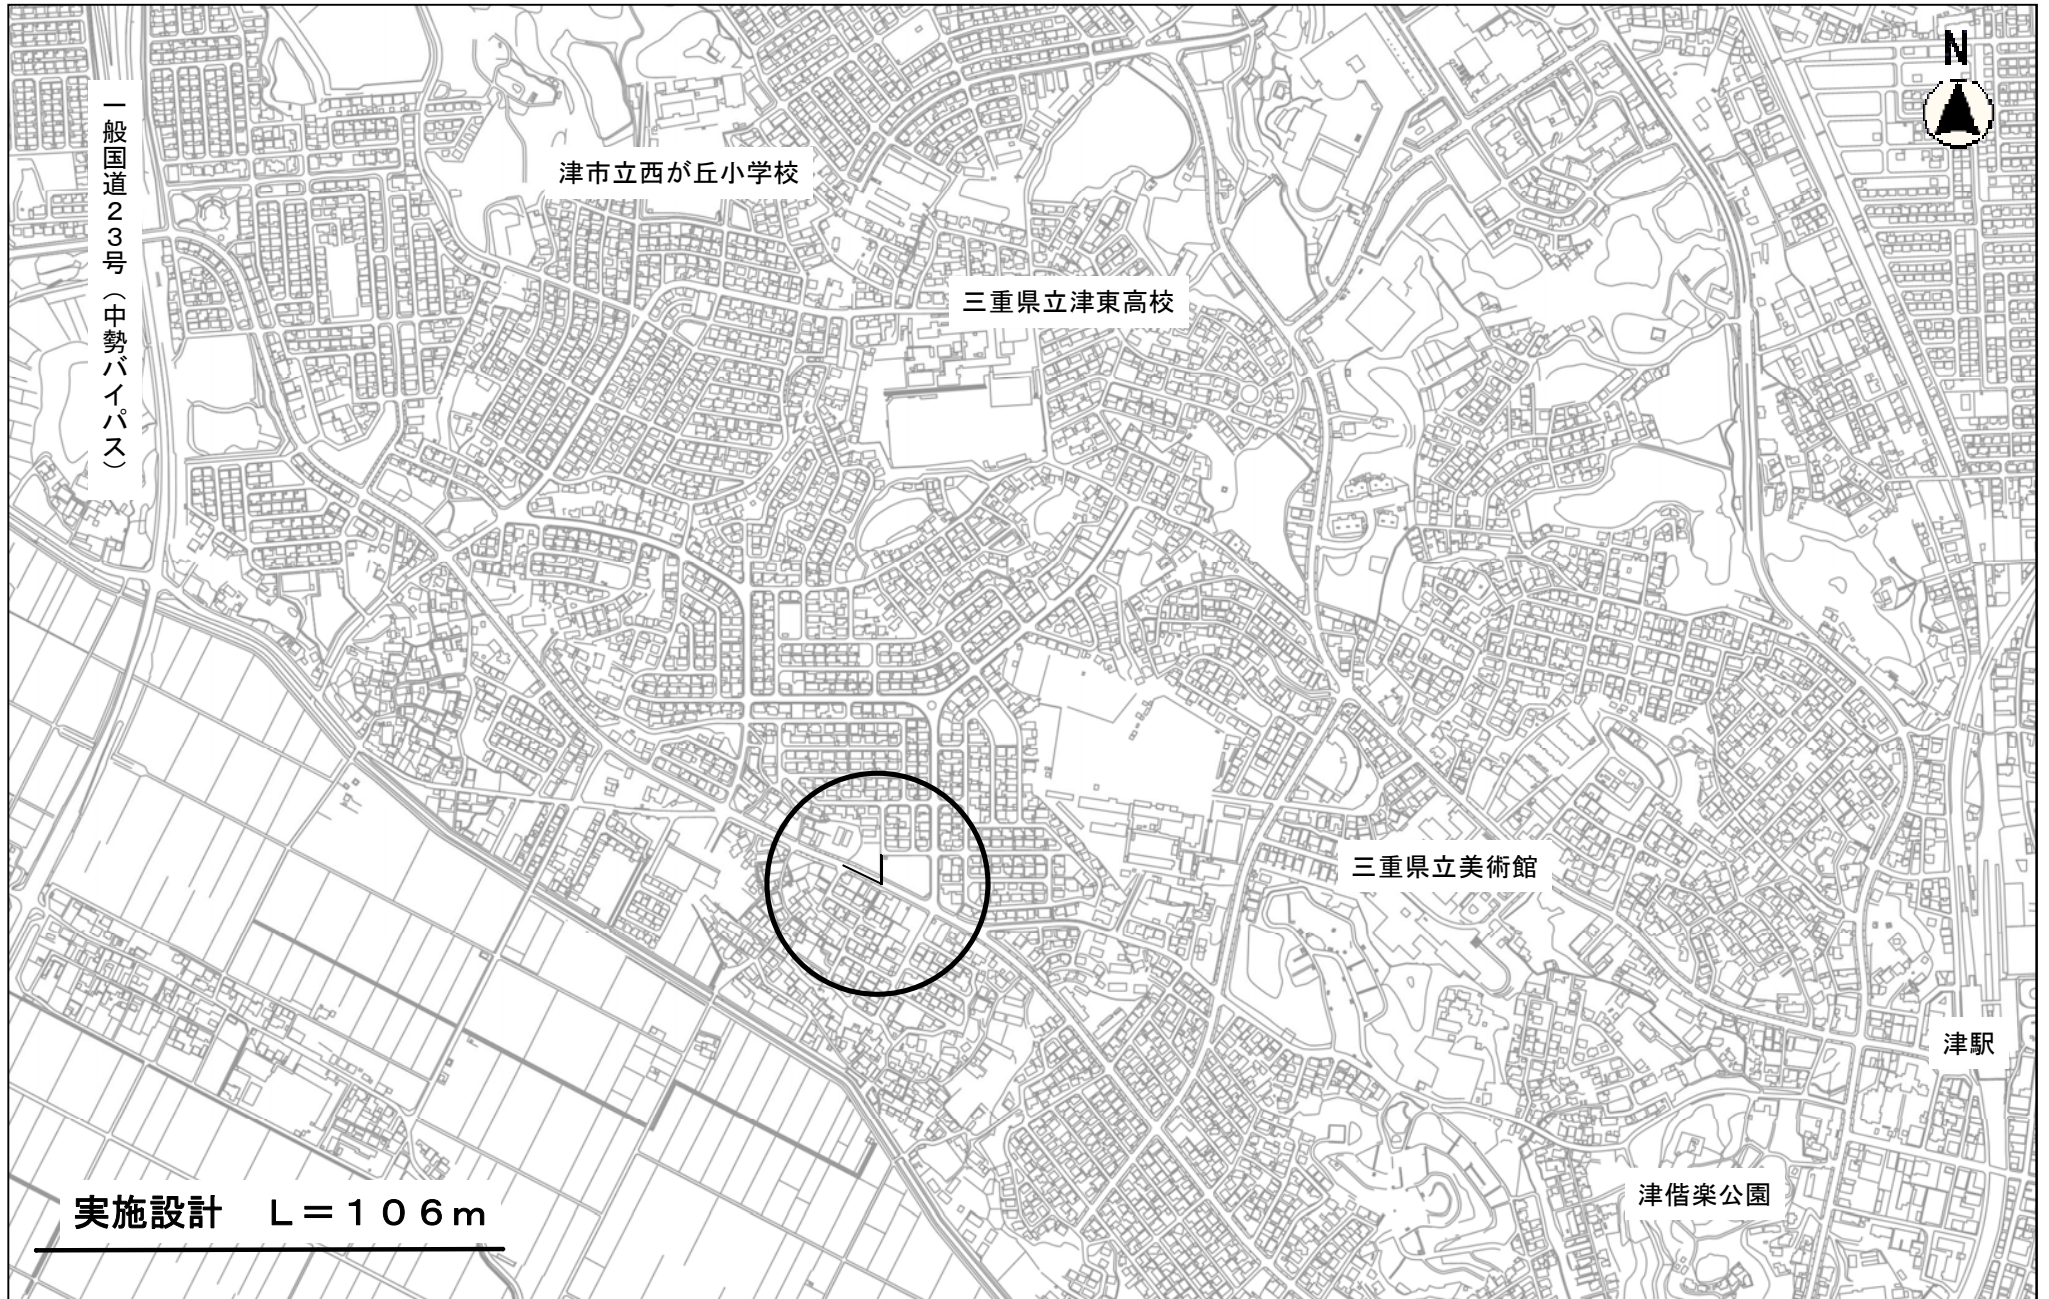 N
一般国道２３号（中勢バイパス）
津市立西が丘小学校
三重県立津東高校
三重県立美術館
津駅
津偕楽公園
実施設計　Ｌ＝１０６ｍ